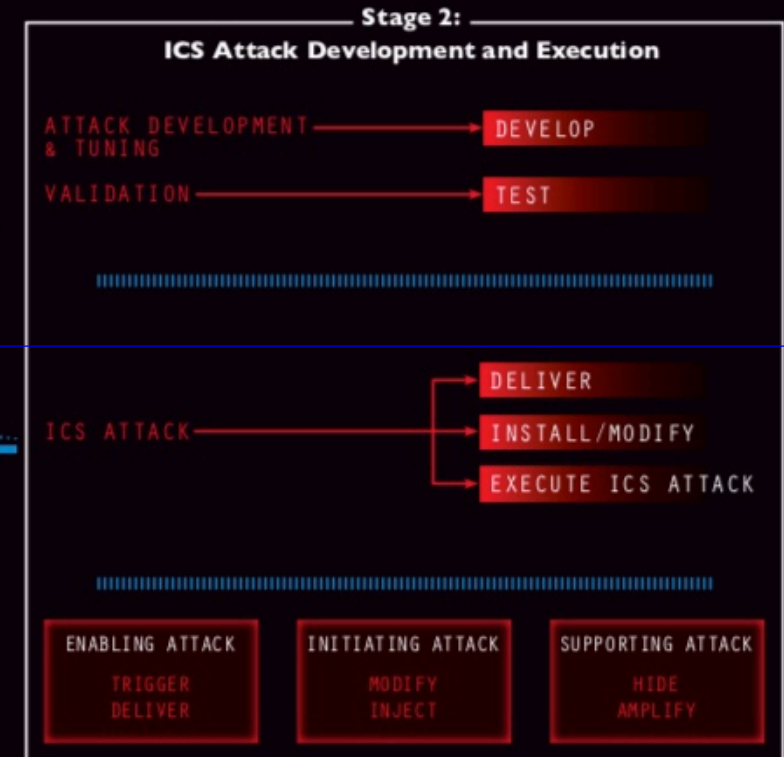 Stage 2:
ICS Attack Development and Execution
ATTACK DEVELOPMENT
& TUNING
DEVELOP
VALIDATION
TEST
DELIVER
ICS ATTACK
INSTALL/MODIFY
EXECUTE ICS ATTACK
ENABLING ATTACK
TRIGGER
DELIVER
INITIATING ATTACK
MODIFY
INJECT
SUPPORTING ATTACK
HIDE
AMPLIFY